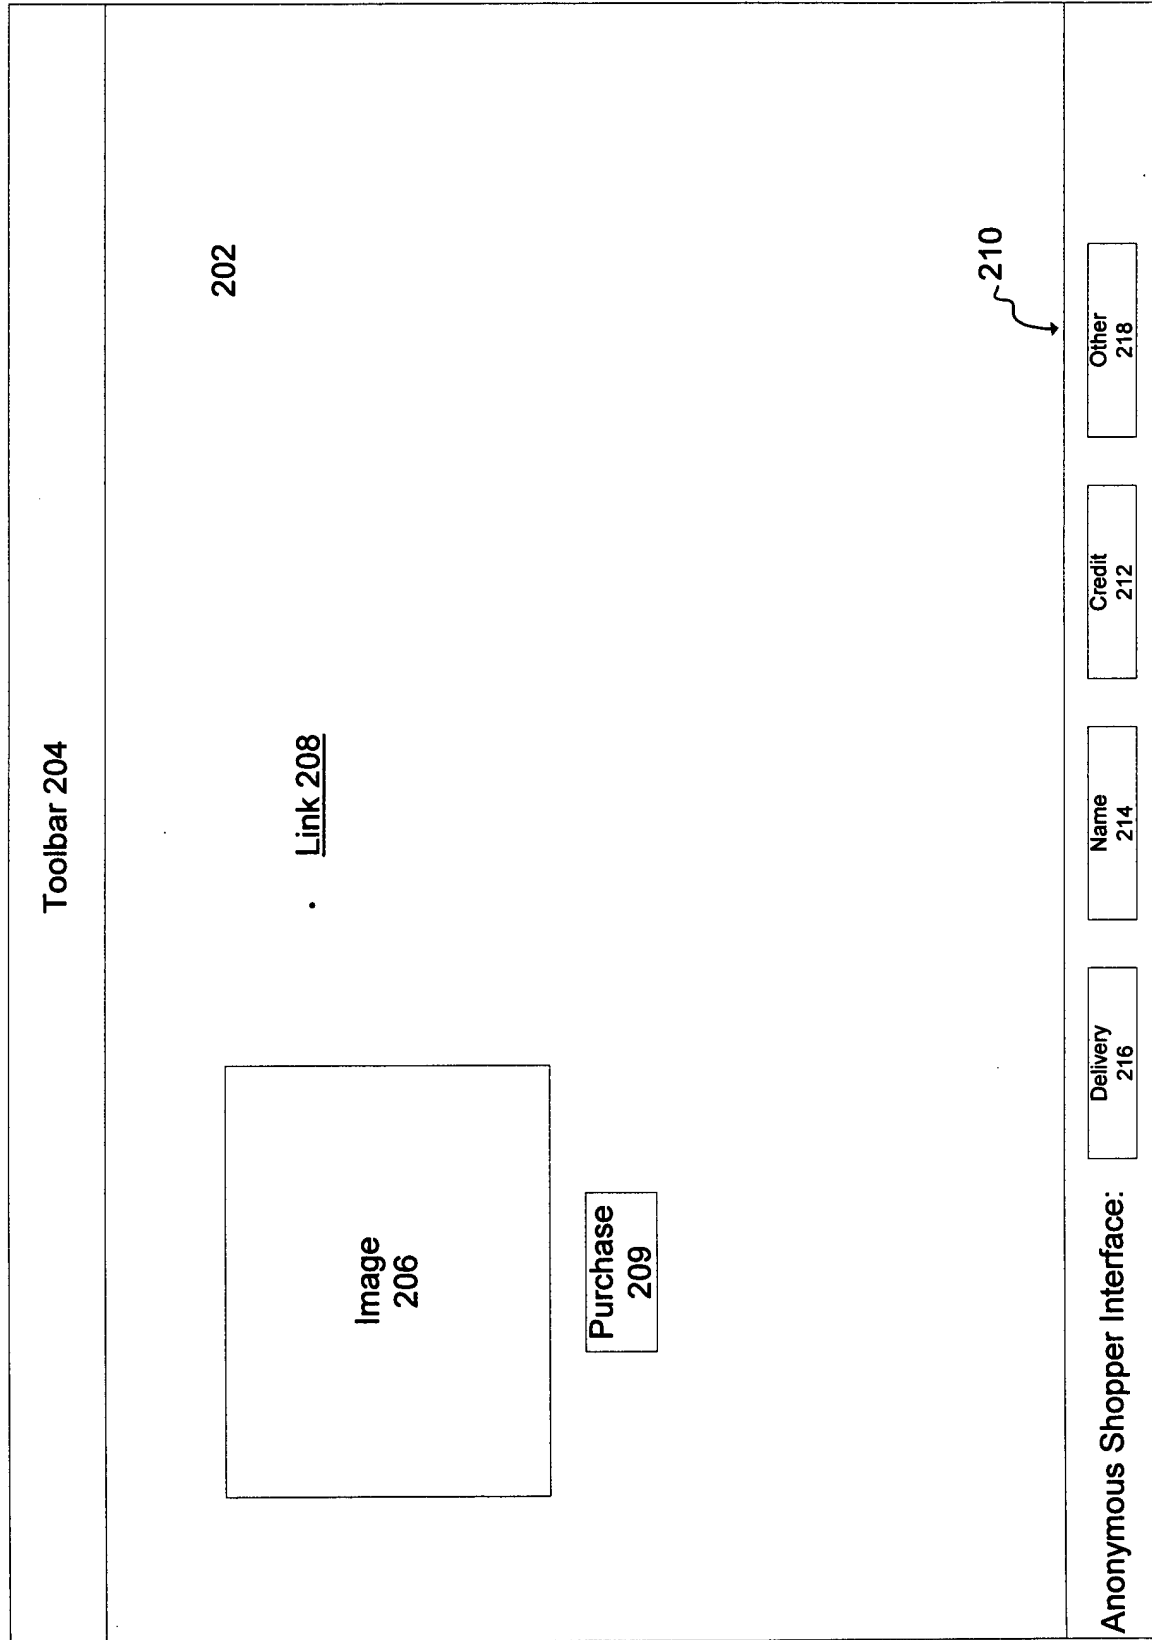 Toolbar 204
202
• Link 208
Image
206
Purchase
209
210
Anonymous Shopper Interface:
Delivery
216
Name
214
Credit
212
Other
218